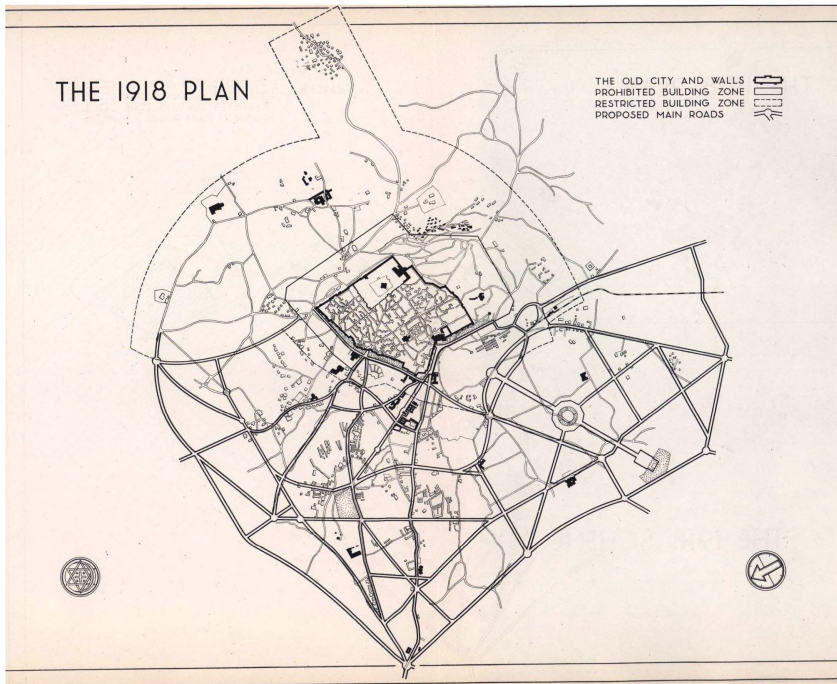 THE 1918 PLAN
THE OLD CITY AND WALLS
PROHIBITED BUILDING ZONE
RESTRICTED BUILDING ZONE
PROPOSED MAIN ROADS